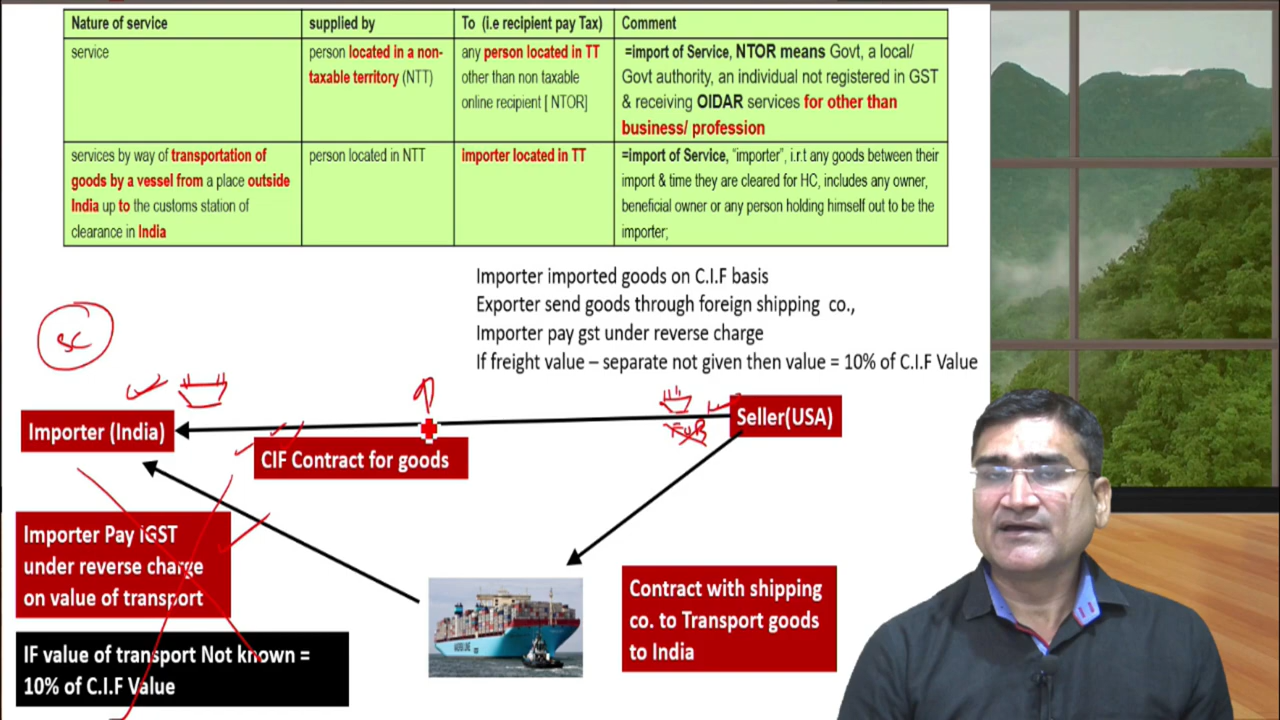 Nature of service
supplied by
To (i.e recipient pay Tax)
Comment
service
person located in a non-
taxable territory (NTT)
any person located in TT
other than non taxable
online recipient [ NTOR]
=import of Service, NTOR means Govt, a local/
Govt authority, an individual not registered in GST
& receiving OIDAR services for other than
business/ profession
services by way of transportation of
goods by a vessel from a place outside
India up to the customs station of
clearance in India
person located in NTT
importer located in TT
=import of Service, "importer", i.r.t any goods between their
import & time they are cleared for HC, includes any owner,
beneficial owner or any person holding himself out to be the
importer;
Importer imported goods on C.I.F basis
Exporter send goods through foreign shipping co.,
Importer pay gst under reverse charge
If freight value – separate not given then value = 10% of C.I.F Value
SC
Importer (India)
Seller(USA)
FOB
CIF Contract for goods
Importer Pay iGST
under reverse charge
on value of transport
IF value of transport Not known =
10% of C.I.F Value
Contract with shipping
co. to Transport goods
to India